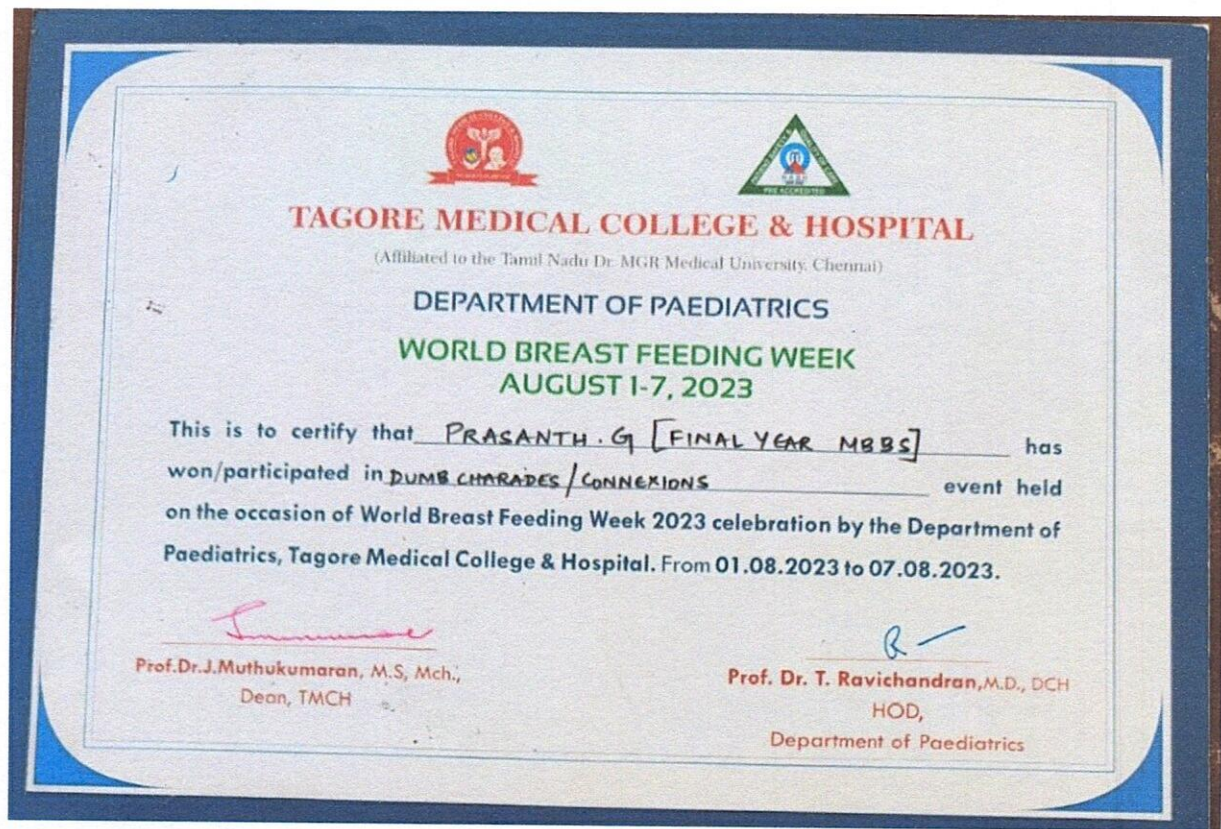 TAGORE MEDICAL COLLEGE & HOSPITAL
(Affiliated to the Tamil Nadu Dr. MGR Medical University, Chennai)
DEPARTMENT OF PAEDIATRICS
WORLD BREAST FEEDING WEEK
AUGUST 1-7, 2023
This is to certify that PRASANTH. G [FINAL YEAR MBBS] has
won/participated in DUMB CHARADES/CONNEXIONS event held
on the occasion of World Breast Feeding Week 2023 celebration by the Department of
Paediatrics, Tagore Medical College & Hospital. From 01.08.2023 to 07.08.2023.
Prof.Dr.J.Muthukumaran, M.S, Mch.,
Dean, TMCH
Prof. Dr. T. Ravichandran,M.D., DCH
HOD,
Department of Paediatrics